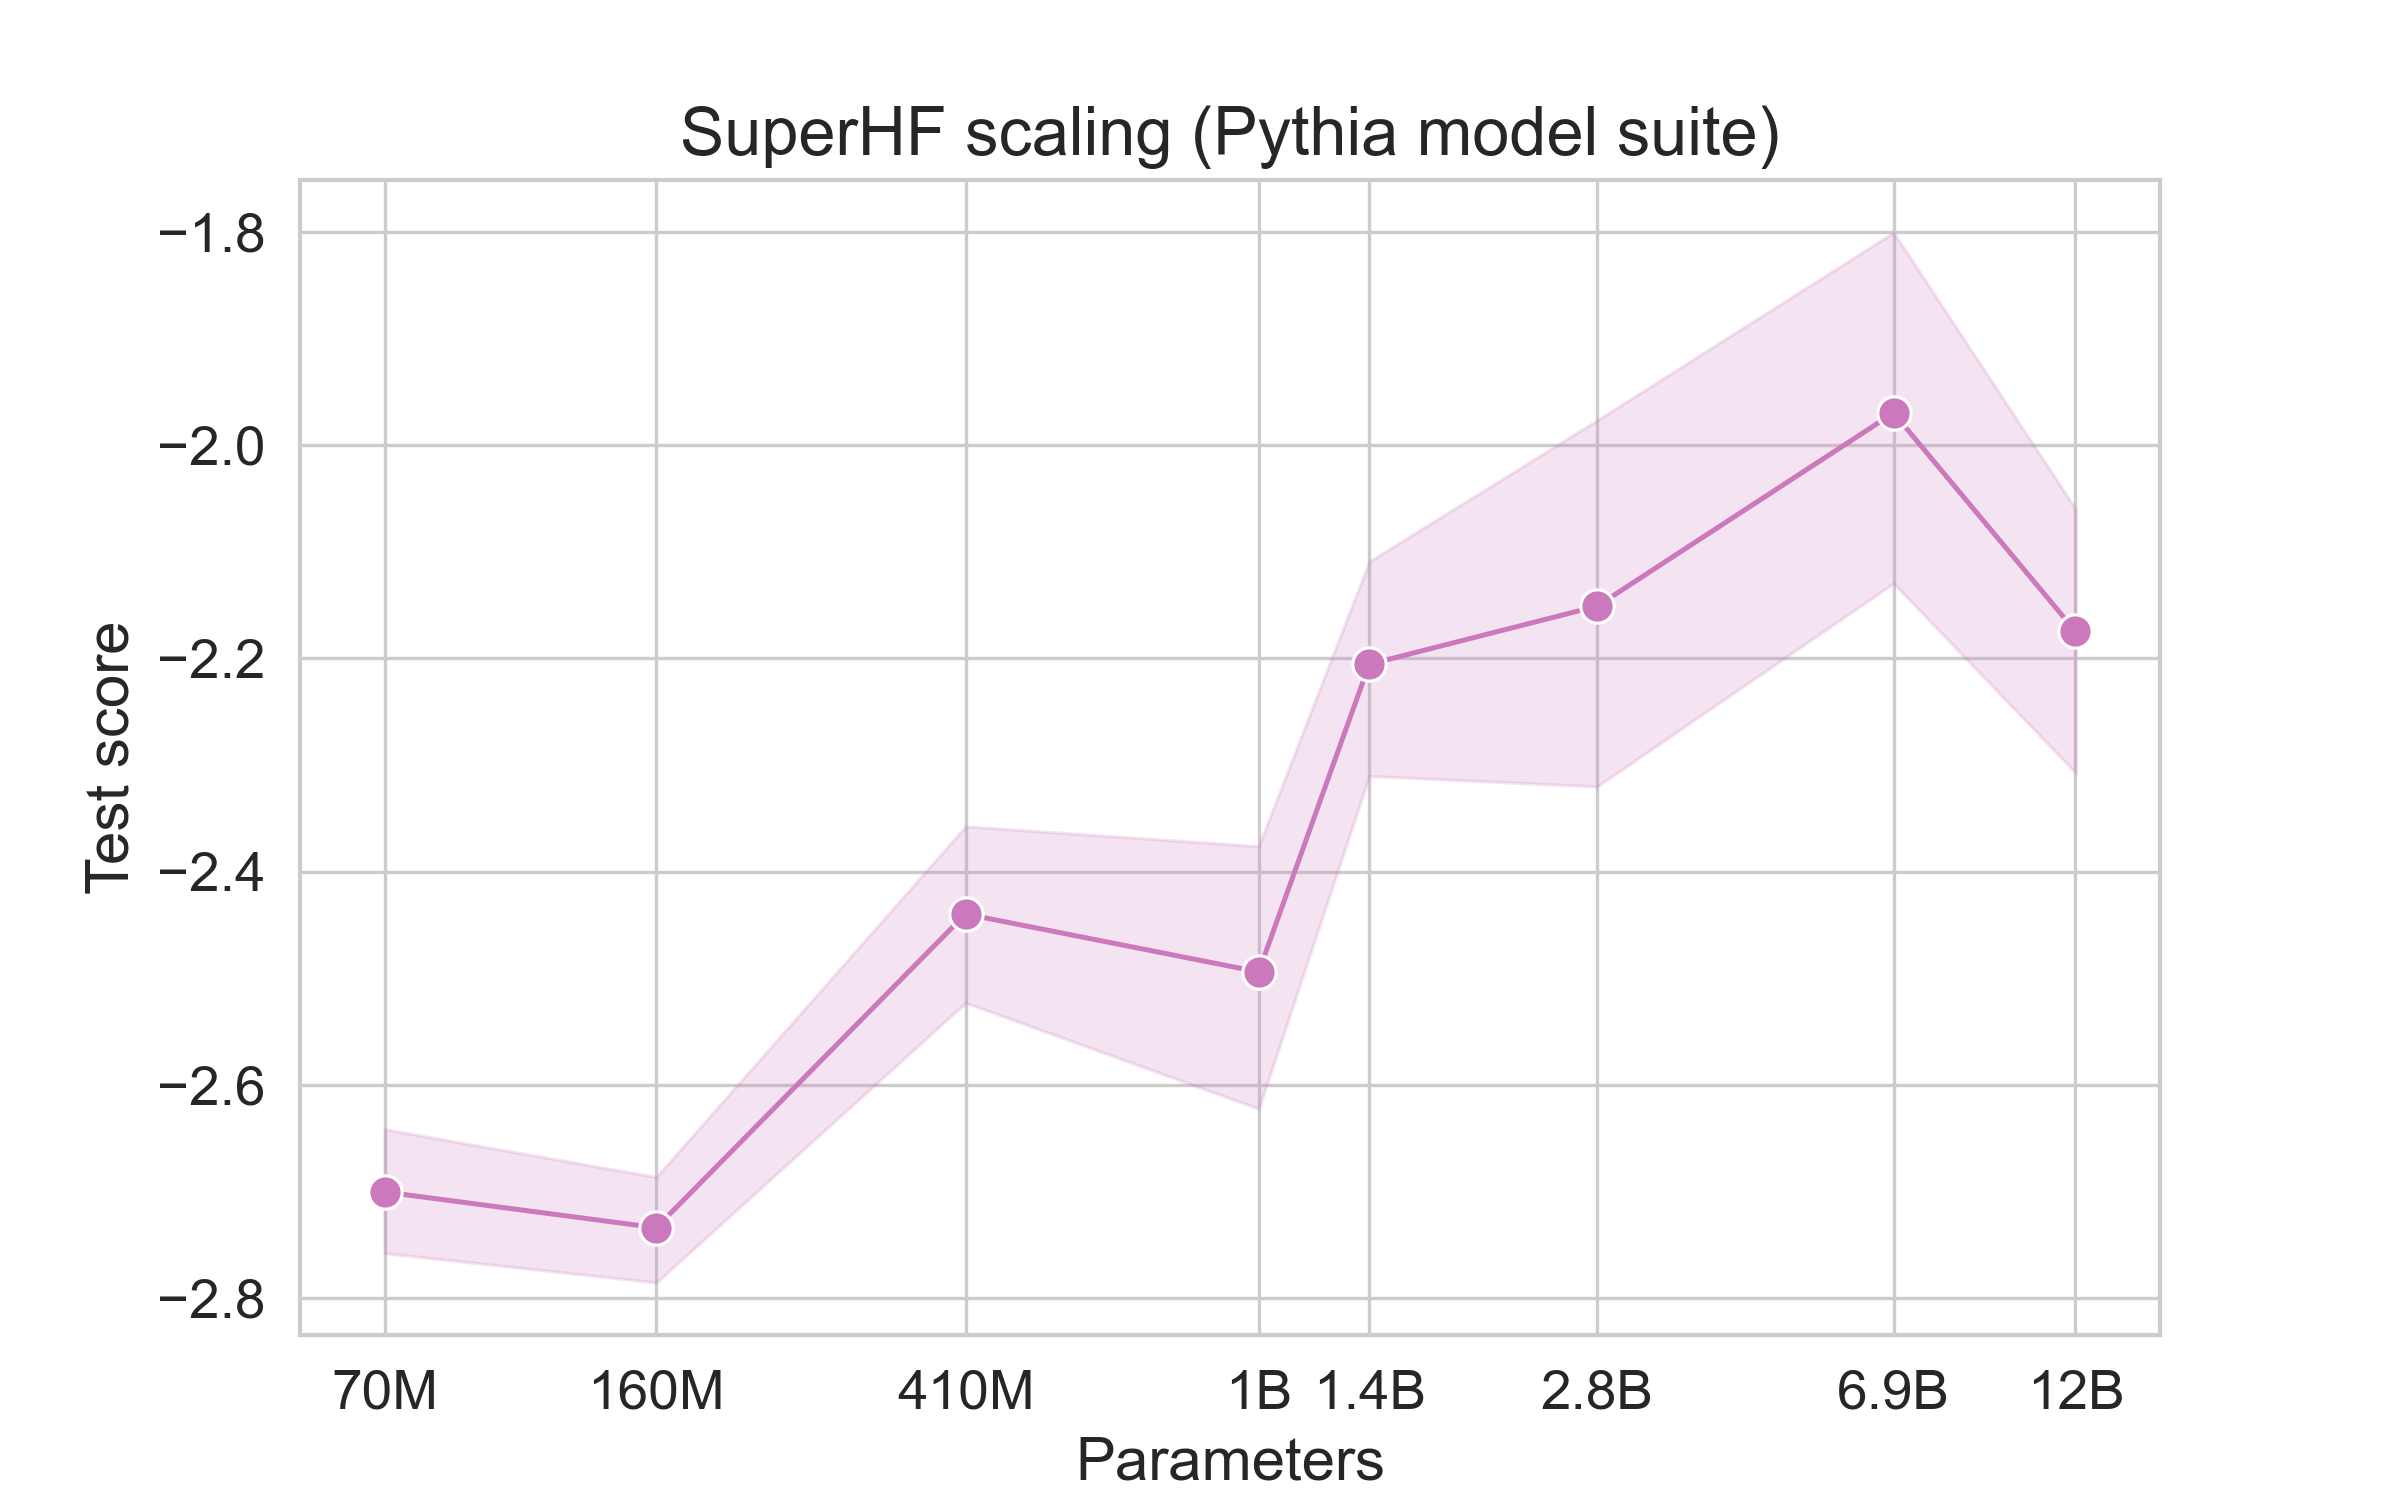 SuperHF scaling (Pythia model suite)
Test score
−1.8
−2.0
−2.2
−2.4
−2.6
−2.8
70M 160M 410M 1B 1.4B 2.8B 6.9B 12B
Parameters